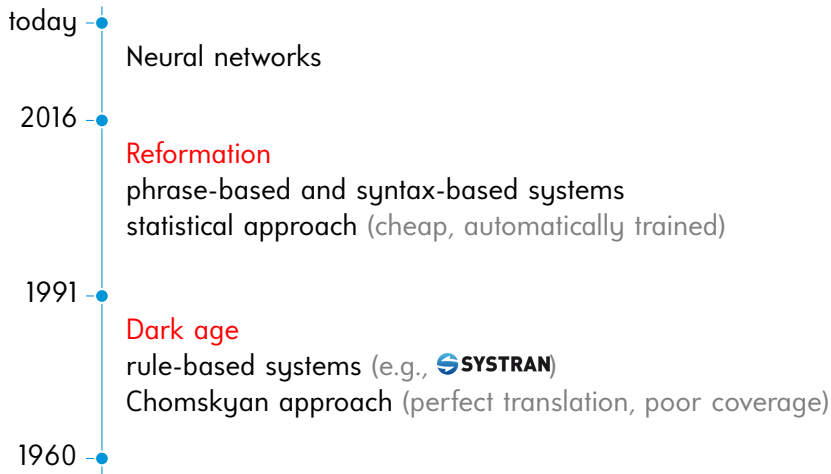 today
Neural networks
2016
Reformation
phrase-based and syntax-based systems
statistical approach (cheap, automatically trained)
1991
Dark age
rule-based systems (e.g., SYSTRAN)
Chomskyan approach (perfect translation, poor coverage)
1960